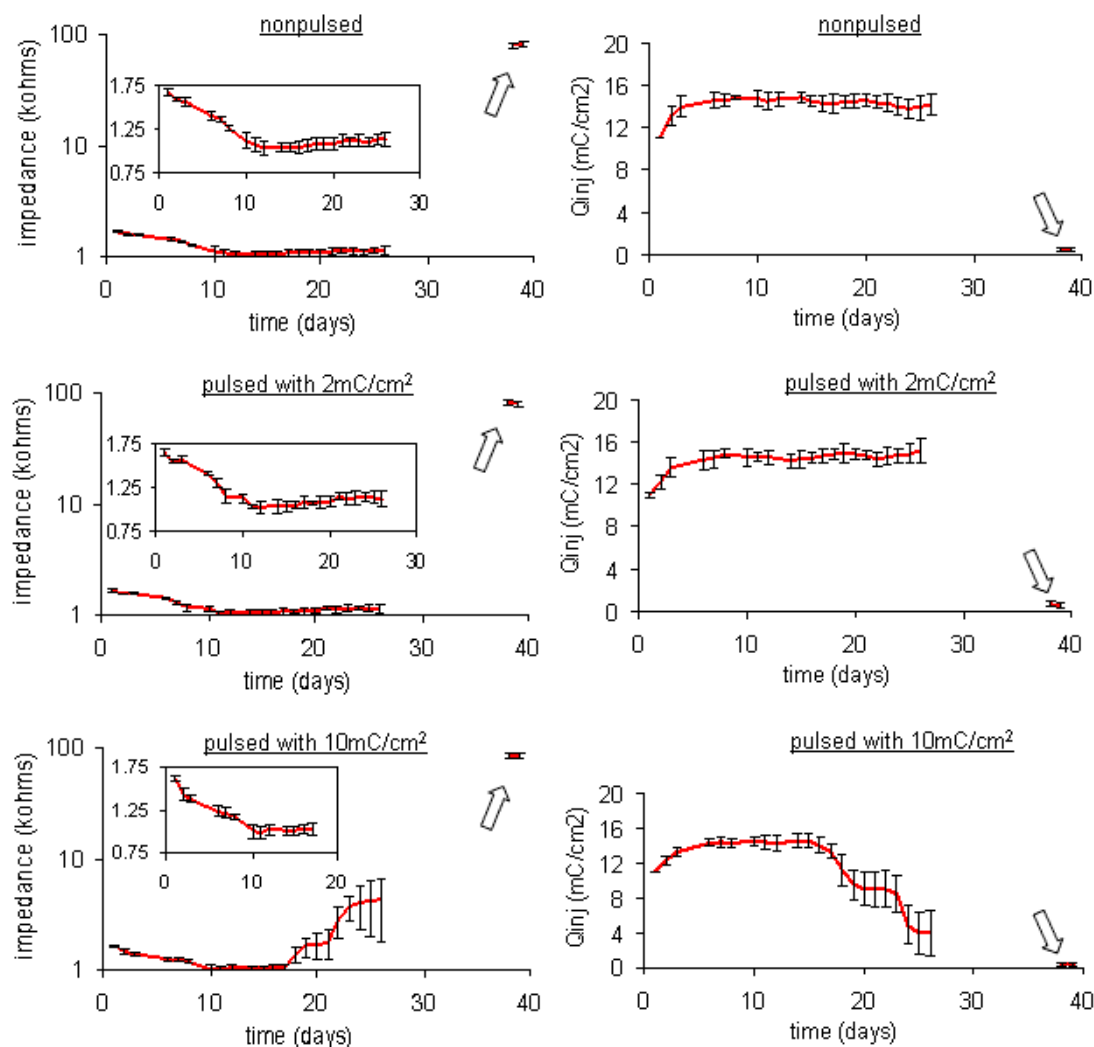 nonpulsed
impedance (kohms)
100
10
1
1.75
1.25
0.75
0 10 20 30
0 10 20 30 40
time (days)
nonpulsed
Qinj (mC/cm2)
20
16
12
8
4
0
0 10 20 30 40
time (days)
pulsed with 2mC/cm²
impedance (kohms)
100
10
1
1.75
1.25
0.75
0 10 20 30
0 10 20 30 40
time (days)
pulsed with 2mC/cm²
Qinj (mC/cm2)
20
16
12
8
4
0
0 10 20 30 40
time (days)
pulsed with 10mC/cm²
impedance (kohms)
100
10
1
1.75
1.25
0.75
0 10 20
0 10 20 30 40
time (days)
pulsed with 10mC/cm²
Qinj (mC/cm2)
20
16
12
8
4
0
0 10 20 30 40
time (days)